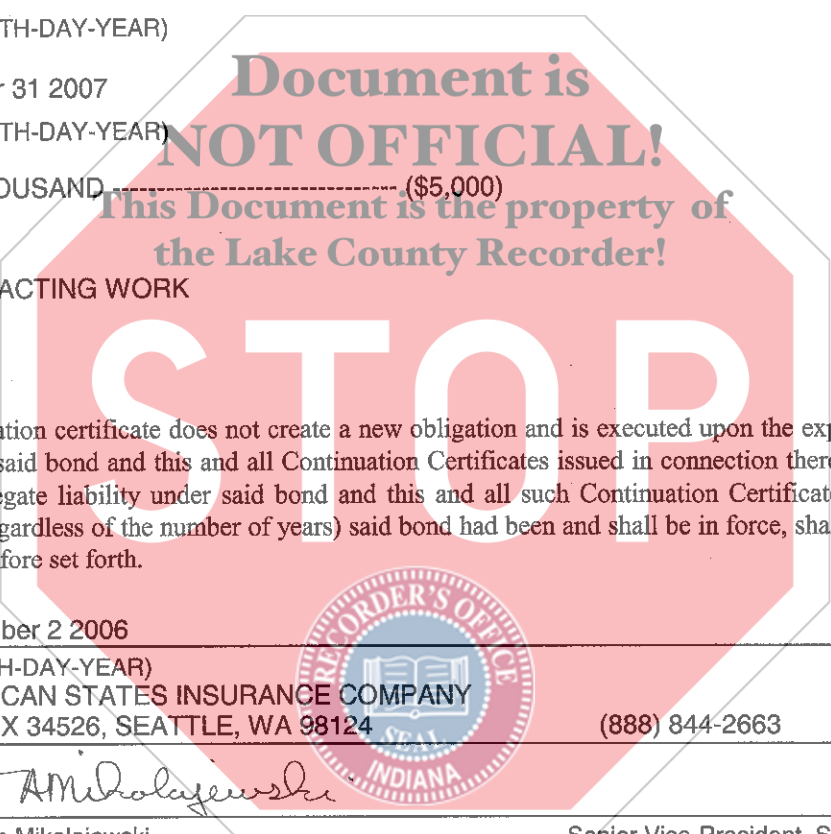 TH-DAY-YEAR)
Document is
r 31 2007
TH-DAY-YEAR)
NOT OFFICIAL!
OUSAND ------------------------------------ ($5,000)
This Document is the property of
the Lake County Recorder!
ACTING WORK
STOP
ation certificate does not create a new obligation and is executed upon the exp
said bond and this and all Continuation Certificates issued in connection there
egate liability under said bond and this and all such Continuation Certificate
gardless of the number of years) said bond had been and shall be in force, sha
fore set forth.
ber 2 2006
RECORDER'S OFFICE
H-DAY-YEAR)
CAN STATES INSURANCE COMPANY
X 34526, SEATTLE, WA 98124 (888) 844-2663
SEAL
INDIANA
AMikolajewski
Mikolajewski
Senior Vice President, S